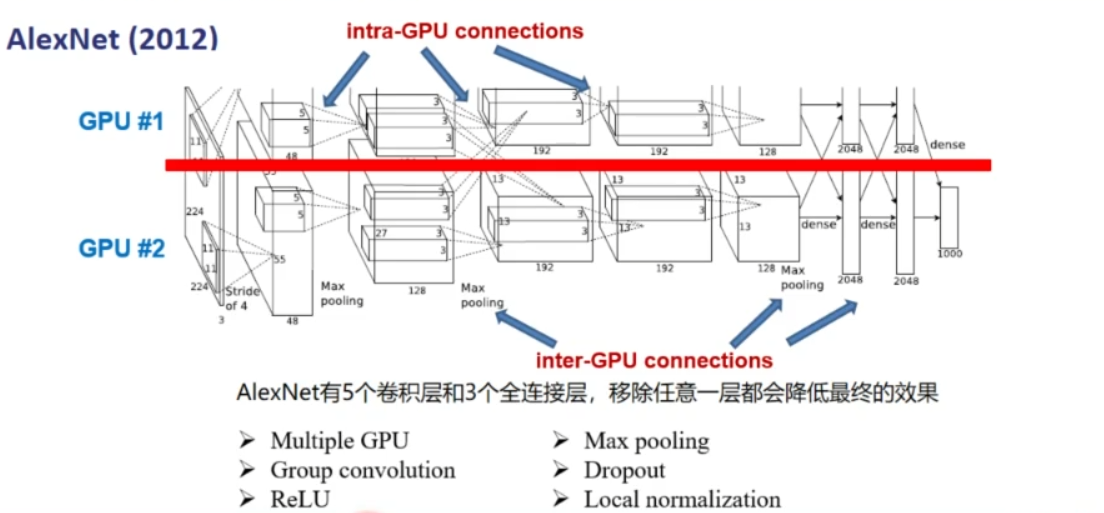 AlexNet (2012)
intra-GPU connections
GPU #1
5
5
48
11
3
3
3
3
3
192
3
3
192
128
2048
2048
dense
GPU #2
224
11
11
224
3
Stride
of 4
55
5
5
48
Max
pooling
27
3
3
3
3
128
Max
pooling
13
13
3
3
192
13
13
3
3
192
13
13
128
Max
pooling
dense
dense
2048
2048
1000
inter-GPU connections
AlexNet有5个卷积层和3个全连接层，移除任意一层都会降低最终的效果
➢ Multiple GPU
➢ Group convolution
➢ ReLU
➢ Max pooling
➢ Dropout
➢ Local normalization